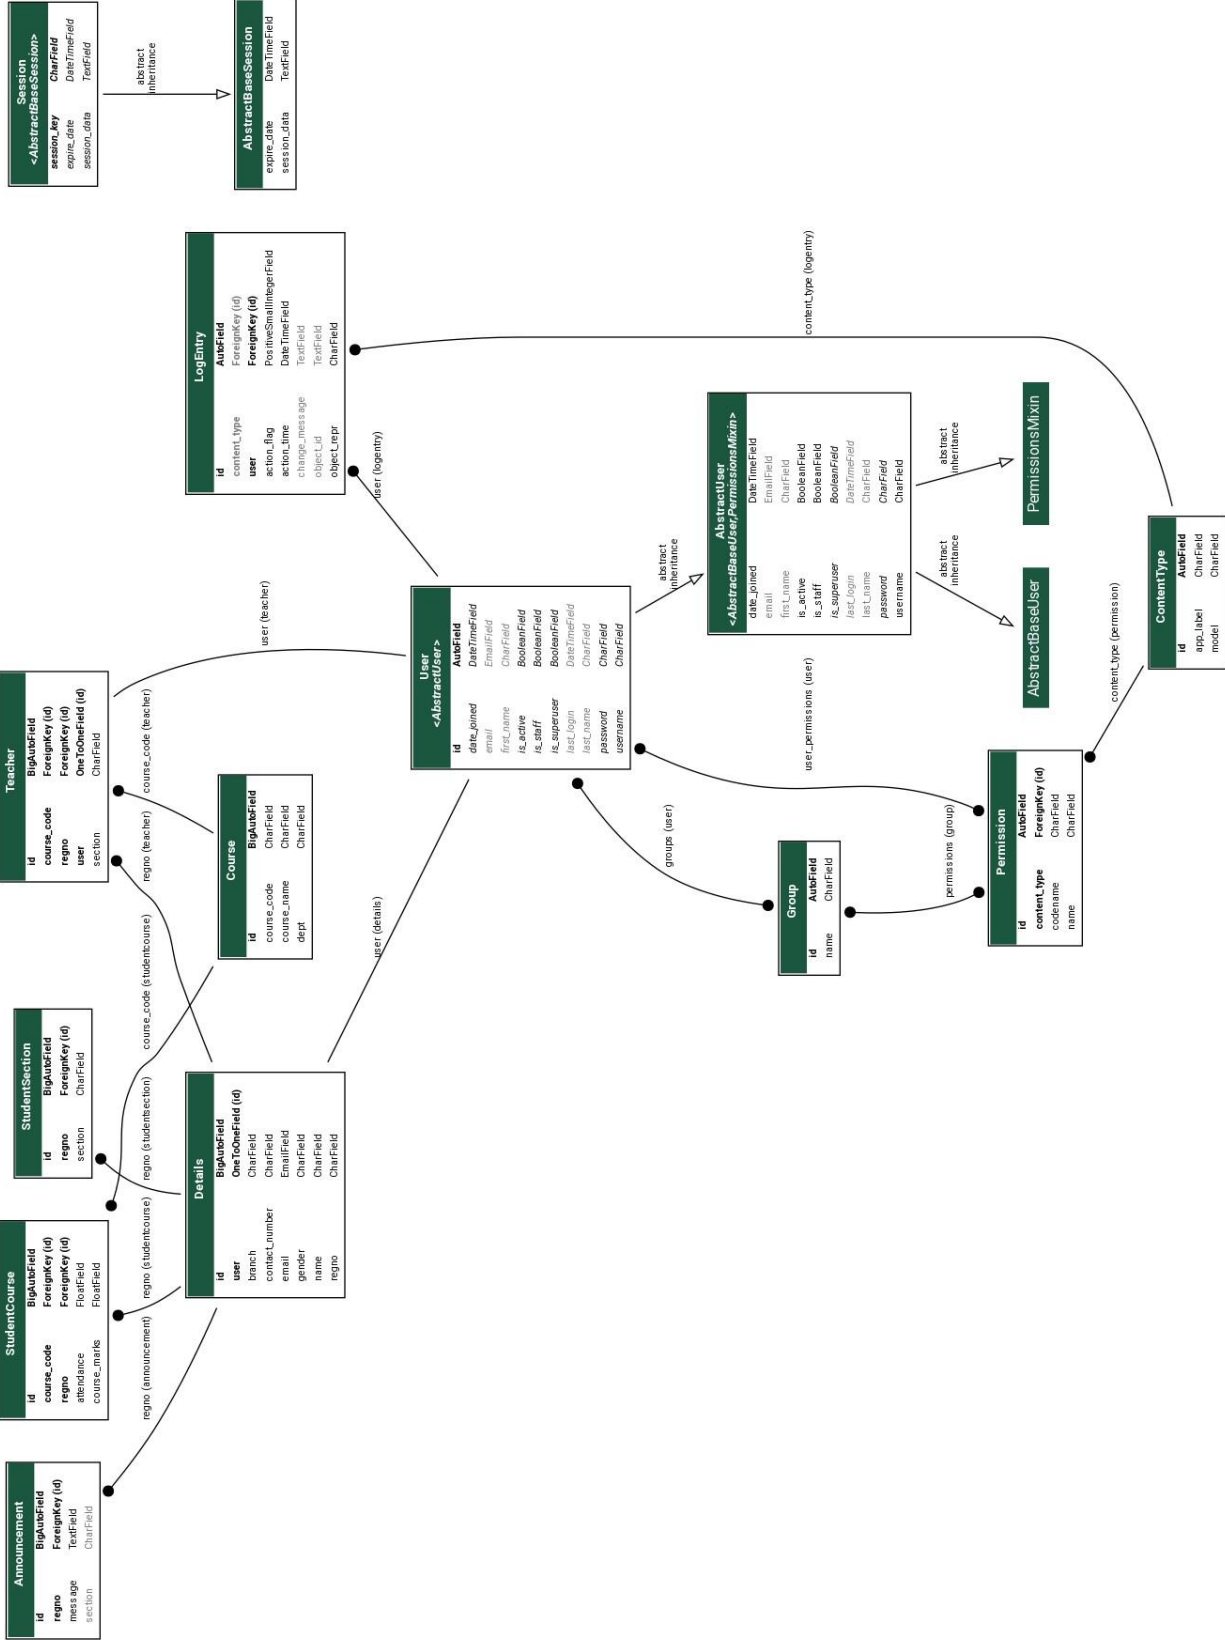 Announcement
id BigAutoField
regno ForeignKey (id)
message TextField
section CharField
StudentCourse
id BigAutoField
course_code ForeignKey (id)
regno ForeignKey (id)
attendance FloatField
course_marks FloatField
StudentSection
id BigAutoField
regno ForeignKey (id)
section CharField
Teacher
id BigAutoField
course_code ForeignKey (id)
regno ForeignKey (id)
user OneToOneField (id)
section CharField
Session
<AbstractBaseSession>
session_key CharField
expire_date DateTimeField
session_data TextField
regno (announcement)
regno (studentcourse)
regno (studentsection)
course_code (studentcourse)
regno (teacher)
course_code (teacher)
user (teacher)
abstract
inheritance
Details
id BigAutoField
user OneToOneField (id)
branch CharField
contact_number CharField
email EmailField
gender CharField
name CharField
regno CharField
Course
id BigAutoField
course_code CharField
course_name CharField
dept CharField
LogEntry
id AutoField
content_type ForeignKey (id)
user ForeignKey (id)
action_flag PositiveSmallIntegerField
action_time DateTimeField
change_message TextField
object_id TextField
object_repr CharField
AbstractBaseSession
expire_date DateTimeField
session_data TextField
user (details)
user (logentry)
User
<AbstractUser>
id AutoField
date_joined DateTimeField
email EmailField
first_name CharField
is_active BooleanField
is_staff BooleanField
is_superuser BooleanField
last_login DateTimeField
last_name CharField
password CharField
username CharField
groups (user)
abstract
inheritance
Group
id AutoField
name CharField
user_permissions (user)
AbstractUser
<AbstractBaseUser,PermissionsMixin>
date_joined DateTimeField
email EmailField
first_name CharField
is_active BooleanField
is_staff BooleanField
is_superuser BooleanField
last_login DateTimeField
last_name CharField
password CharField
username CharField
content_type (logentry)
permissions (group)
abstract
inheritance
abstract
inheritance
Permission
id AutoField
content_type ForeignKey (id)
codename CharField
name CharField
AbstractBaseUser
PermissionsMixin
content_type (permission)
ContentType
id AutoField
app_label CharField
model CharField